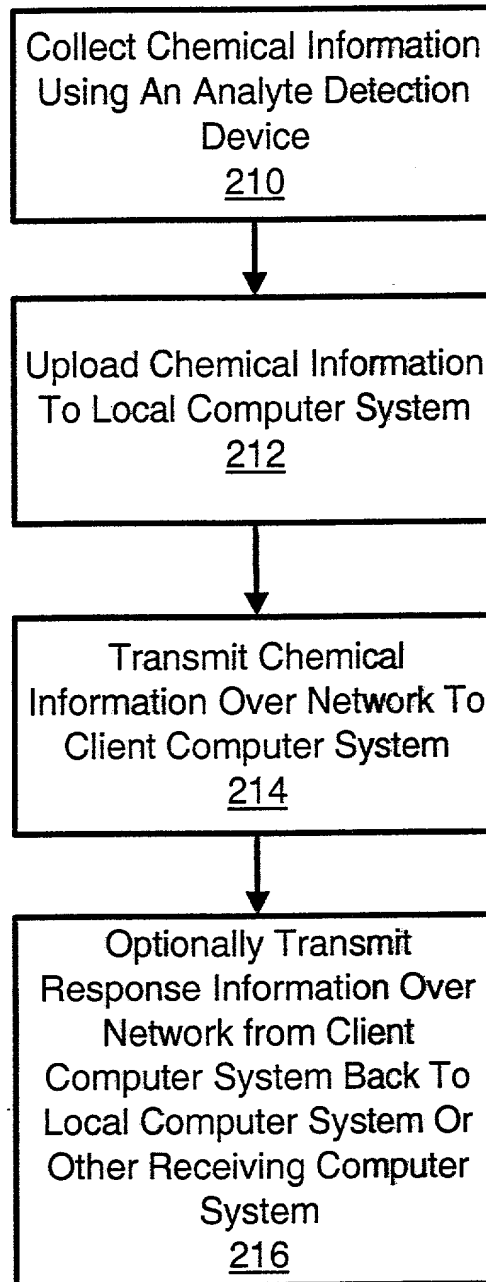 Collect Chemical Information
Using An Analyte Detection
Device
210
Upload Chemical Information
To Local Computer System
212
Transmit Chemical
Information Over Network To
Client Computer System
214
Optionally Transmit
Response Information Over
Network from Client
Computer System Back To
Local Computer System Or
Other Receiving Computer
System
216